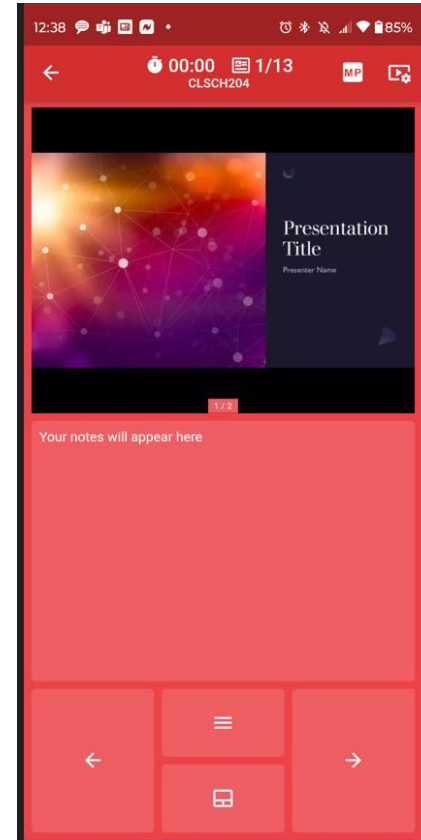 12:38
85%
00:00 1/13
CLSCH204
MP
Presentation
Title
Presenter Name
1 / 2
Your notes will appear here